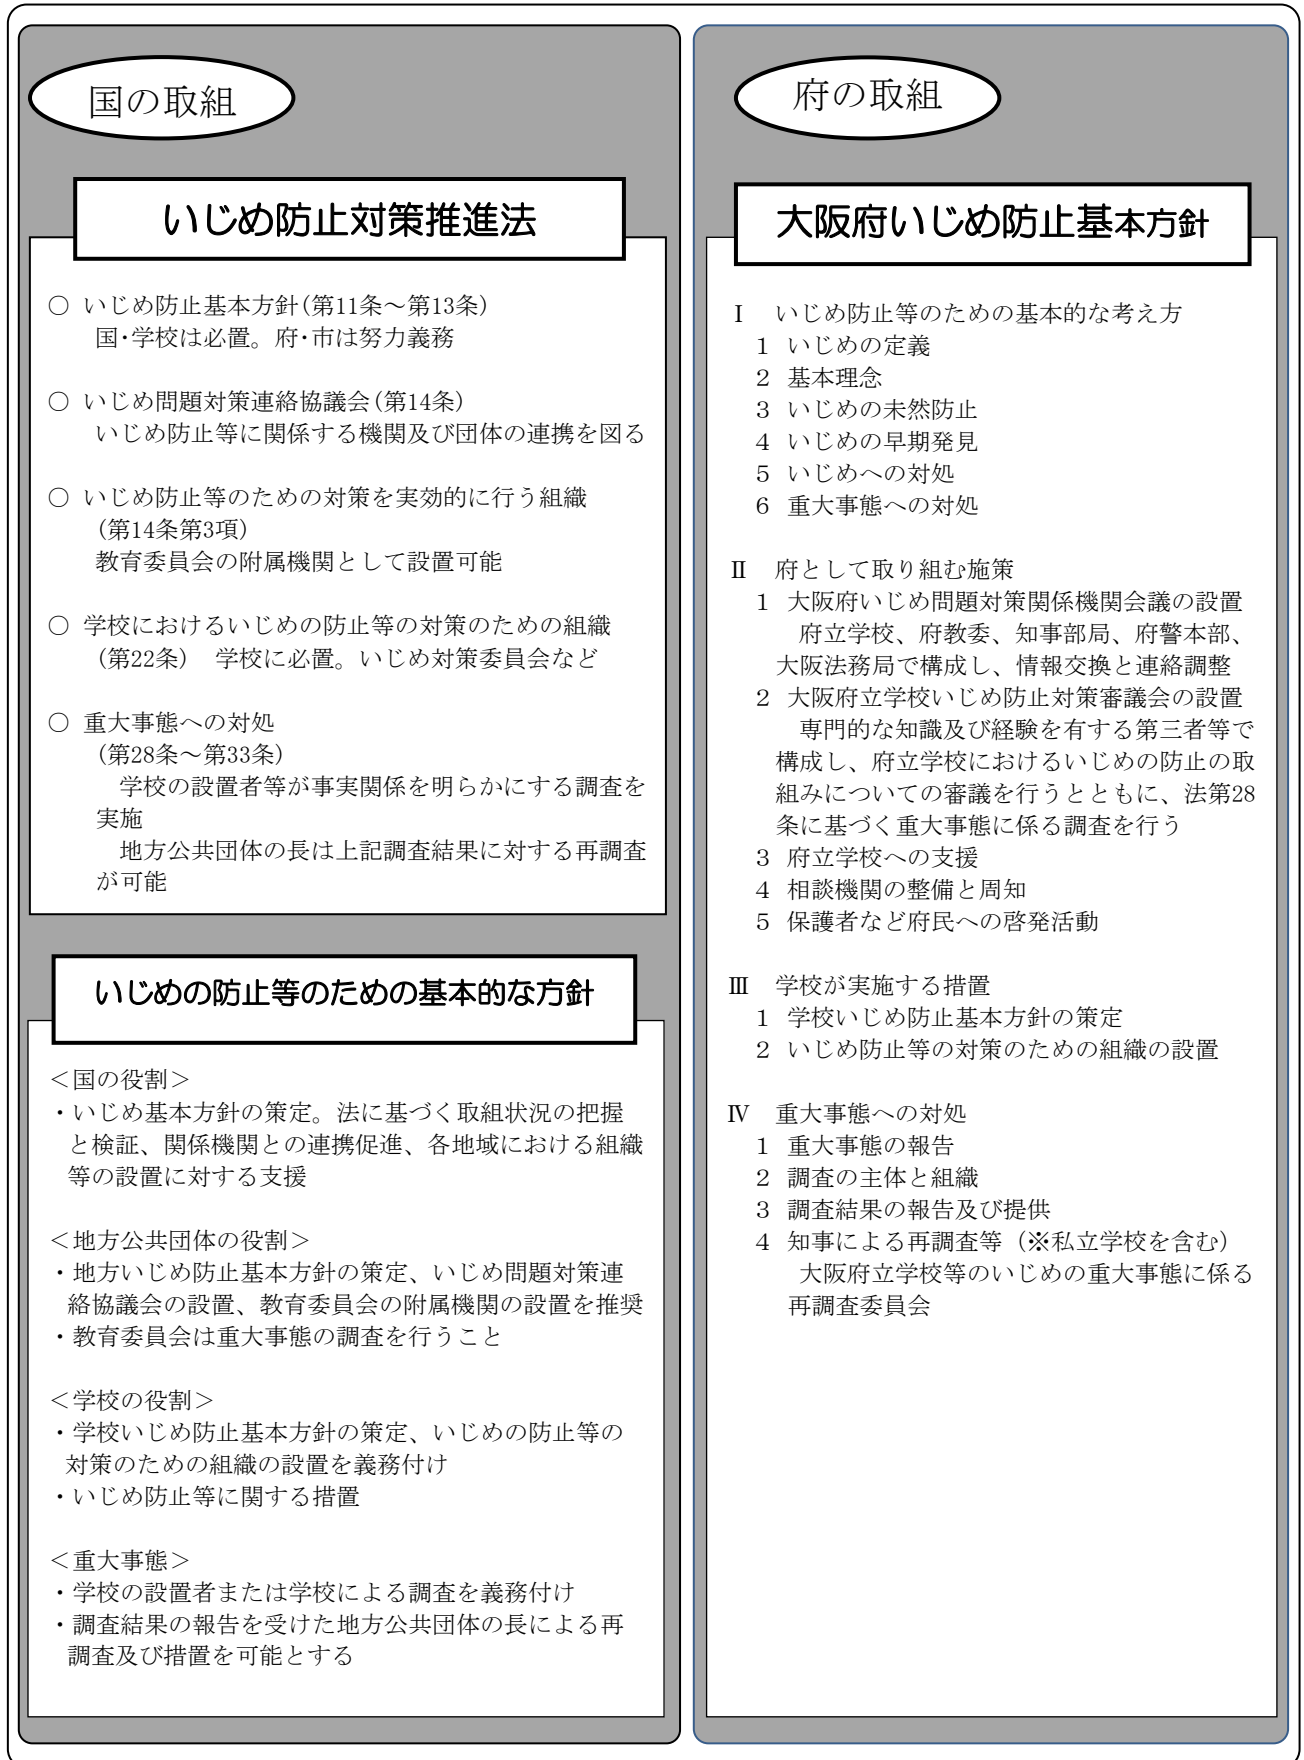 国の取組
いじめ防止対策推進法
○ いじめ防止基本方針(第11条～第13条)
国・学校は必置。府・市は努力義務
○ いじめ問題対策連絡協議会(第14条)
いじめ防止等に関係する機関及び団体の連携を図る
○ いじめ防止等のための対策を実効的に行う組織
(第14条第3項)
教育委員会の附属機関として設置可能
○ 学校におけるいじめの防止等の対策のための組織
(第22条) 学校に必置。いじめ対策委員会など
○ 重大事態への対処
(第28条～第33条)
学校の設置者等が事実関係を明らかにする調査を
実施
地方公共団体の長は上記調査結果に対する再調査
が可能
いじめの防止等のための基本的な方針
＜国の役割＞
・いじめ基本方針の策定。法に基づく取組状況の把握
と検証、関係機関との連携促進、各地域における組織
等の設置に対する支援
＜地方公共団体の役割＞
・地方いじめ防止基本方針の策定、いじめ問題対策連
絡協議会の設置、教育委員会の附属機関の設置を推奨
・教育委員会は重大事態の調査を行うこと
＜学校の役割＞
・学校いじめ防止基本方針の策定、いじめの防止等の
対策のための組織の設置を義務付け
・いじめ防止等に関する措置
＜重大事態＞
・学校の設置者または学校による調査を義務付け
・調査結果の報告を受けた地方公共団体の長による再
調査及び措置を可能とする
府の取組
大阪府いじめ防止基本方針
Ⅰ いじめ防止等のための基本的な考え方
1 いじめの定義
2 基本理念
3 いじめの未然防止
4 いじめの早期発見
5 いじめへの対処
6 重大事態への対処
Ⅱ 府として取り組む施策
1 大阪府いじめ問題対策関係機関会議の設置
府立学校、府教委、知事部局、府警本部、
大阪法務局で構成し、情報交換と連絡調整
2 大阪府立学校いじめ防止対策審議会の設置
専門的な知識及び経験を有する第三者等で
構成し、府立学校におけるいじめの防止の取
組みについての審議を行うとともに、法第28
条に基づく重大事態に係る調査を行う
3 府立学校への支援
4 相談機関の整備と周知
5 保護者など府民への啓発活動
Ⅲ 学校が実施する措置
1 学校いじめ防止基本方針の策定
2 いじめ防止等の対策のための組織の設置
Ⅳ 重大事態への対処
1 重大事態の報告
2 調査の主体と組織
3 調査結果の報告及び提供
4 知事による再調査等（※私立学校を含む）
大阪府立学校等のいじめの重大事態に係る
再調査委員会